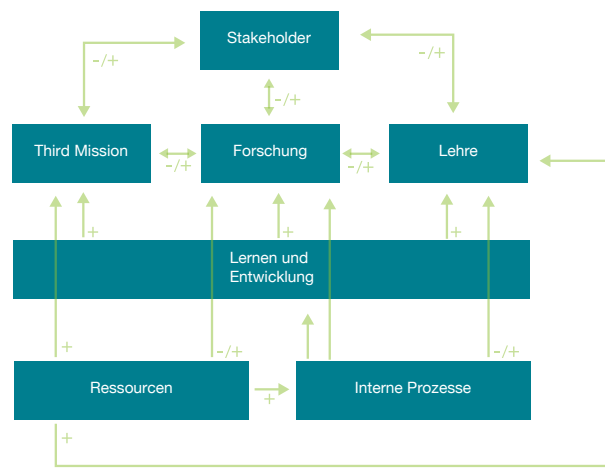 Stakeholder
-/+
-/+
-/+
Third Mission
Forschung
Lehre
-/+
-/+
+
+
+
Lernen und
Entwicklung
+
-/+
-/+
Ressourcen
+
Interne Prozesse
+